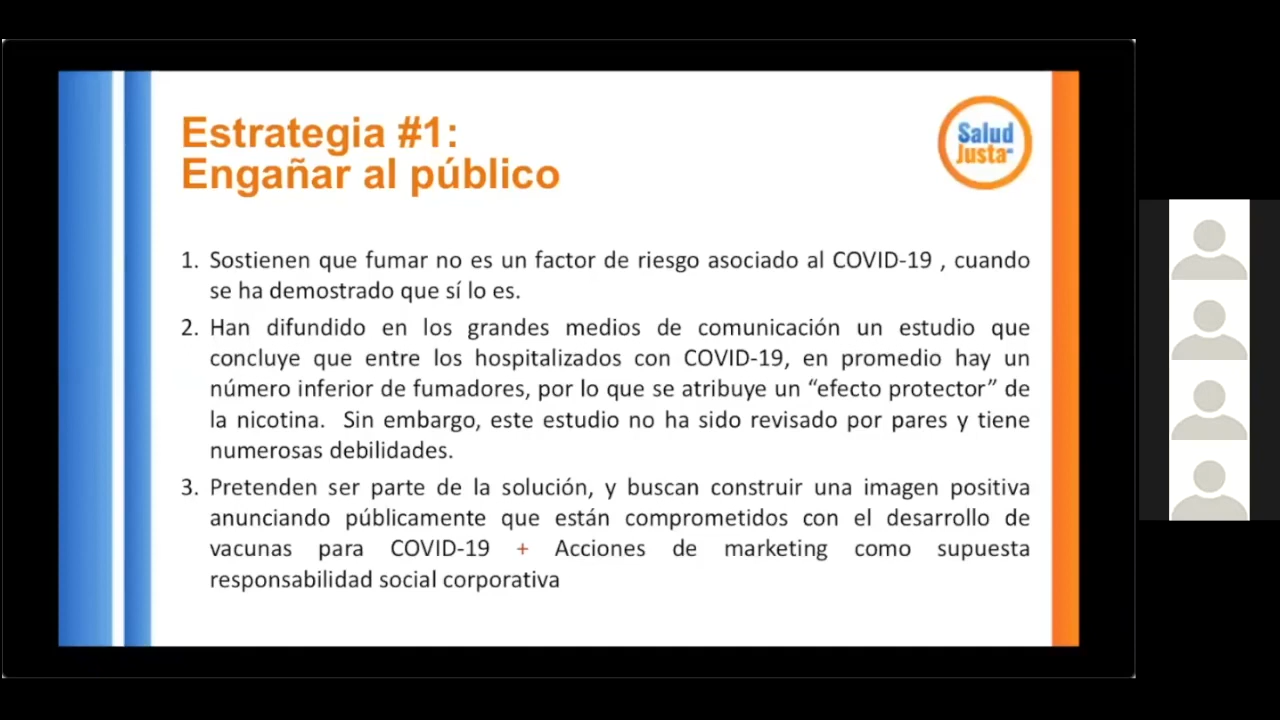 Estrategia #1:
Engañar al público
Salud
Justa
1. Sostienen que fumar no es un factor de riesgo asociado al COVID-19 , cuando
se ha demostrado que sí lo es.
2. Han difundido en los grandes medios de comunicación un estudio que
concluye que entre los hospitalizados con COVID-19, en promedio hay un
número inferior de fumadores, por lo que se atribuye un “efecto protector” de
la nicotina. Sin embargo, este estudio no ha sido revisado por pares y tiene
numerosas debilidades.
3. Pretenden ser parte de la solución, y buscan construir una imagen positiva
anunciando públicamente que están comprometidos con el desarrollo de
vacunas para COVID-19 + Acciones de marketing como supuesta
responsabilidad social corporativa